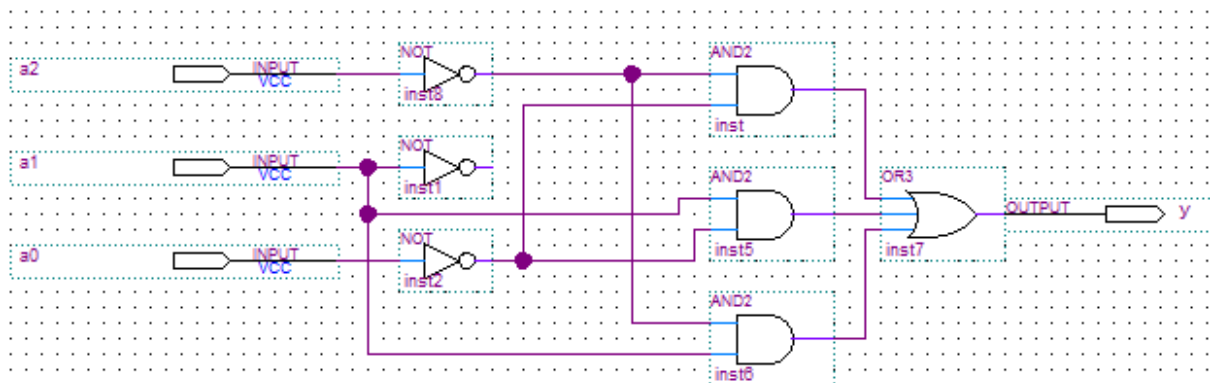 a2
INPUT
VCC
NOT
inst8
AND2
inst
a1
INPUT
VCC
NOT
inst1
AND2
inst5
OR3
inst7
OUTPUT
y
a0
INPUT
VCC
NOT
inst2
AND2
inst6